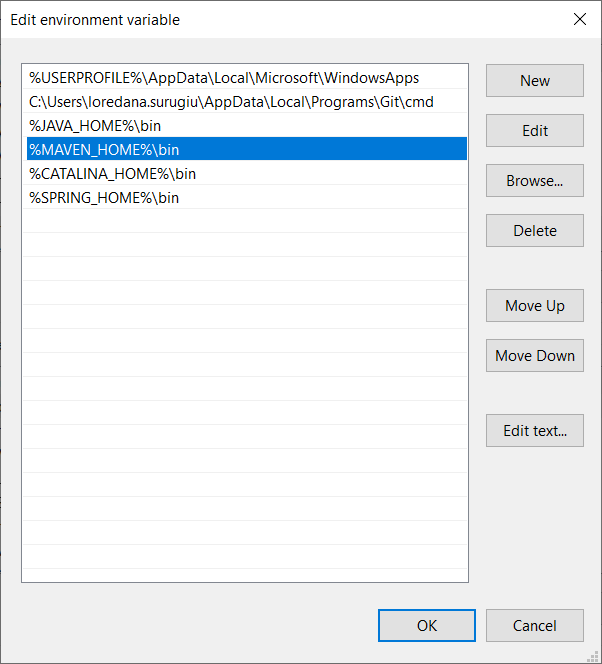 Edit environment variable
%USERPROFILE%\AppData\Local\Microsoft\WindowsApps
C:\Users\loredana.surugiu\AppData\Local\Programs\Git\cmd
%JAVA_HOME%\bin
%MAVEN_HOME%\bin
%CATALINA_HOME%\bin
%SPRING_HOME%\bin
New
Edit
Browse...
Delete
Move Up
Move Down
Edit text...
OK
Cancel